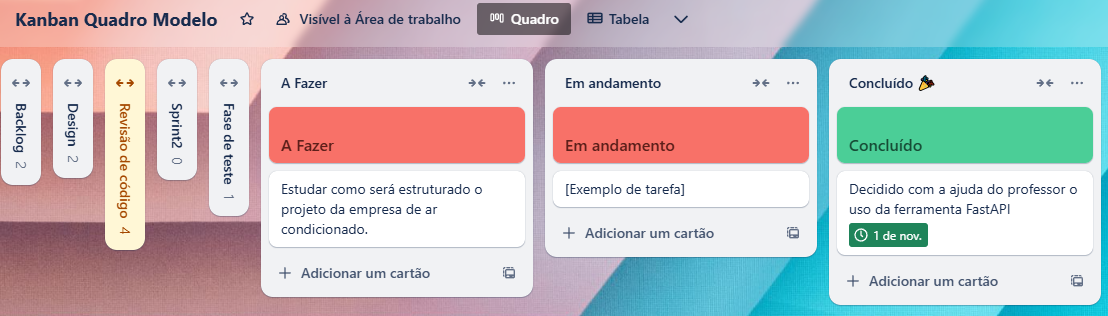 Kanban Quadro Modelo
Visível à Área de trabalho
Quadro
Tabela
Backlog 2
Design 2
Revisão de código 4
Sprint2 0
Fase de teste 1
A Fazer
A Fazer
Estudar como será estruturado o
projeto da empresa de ar
condicionado.
Adicionar um cartão
Em andamento
Em andamento
[Exemplo de tarefa]
Adicionar um cartão
Concluído
Concluído
Decidido com a ajuda do professor o
uso da ferramenta FastAPI
1 de nov.
Adicionar um cartão